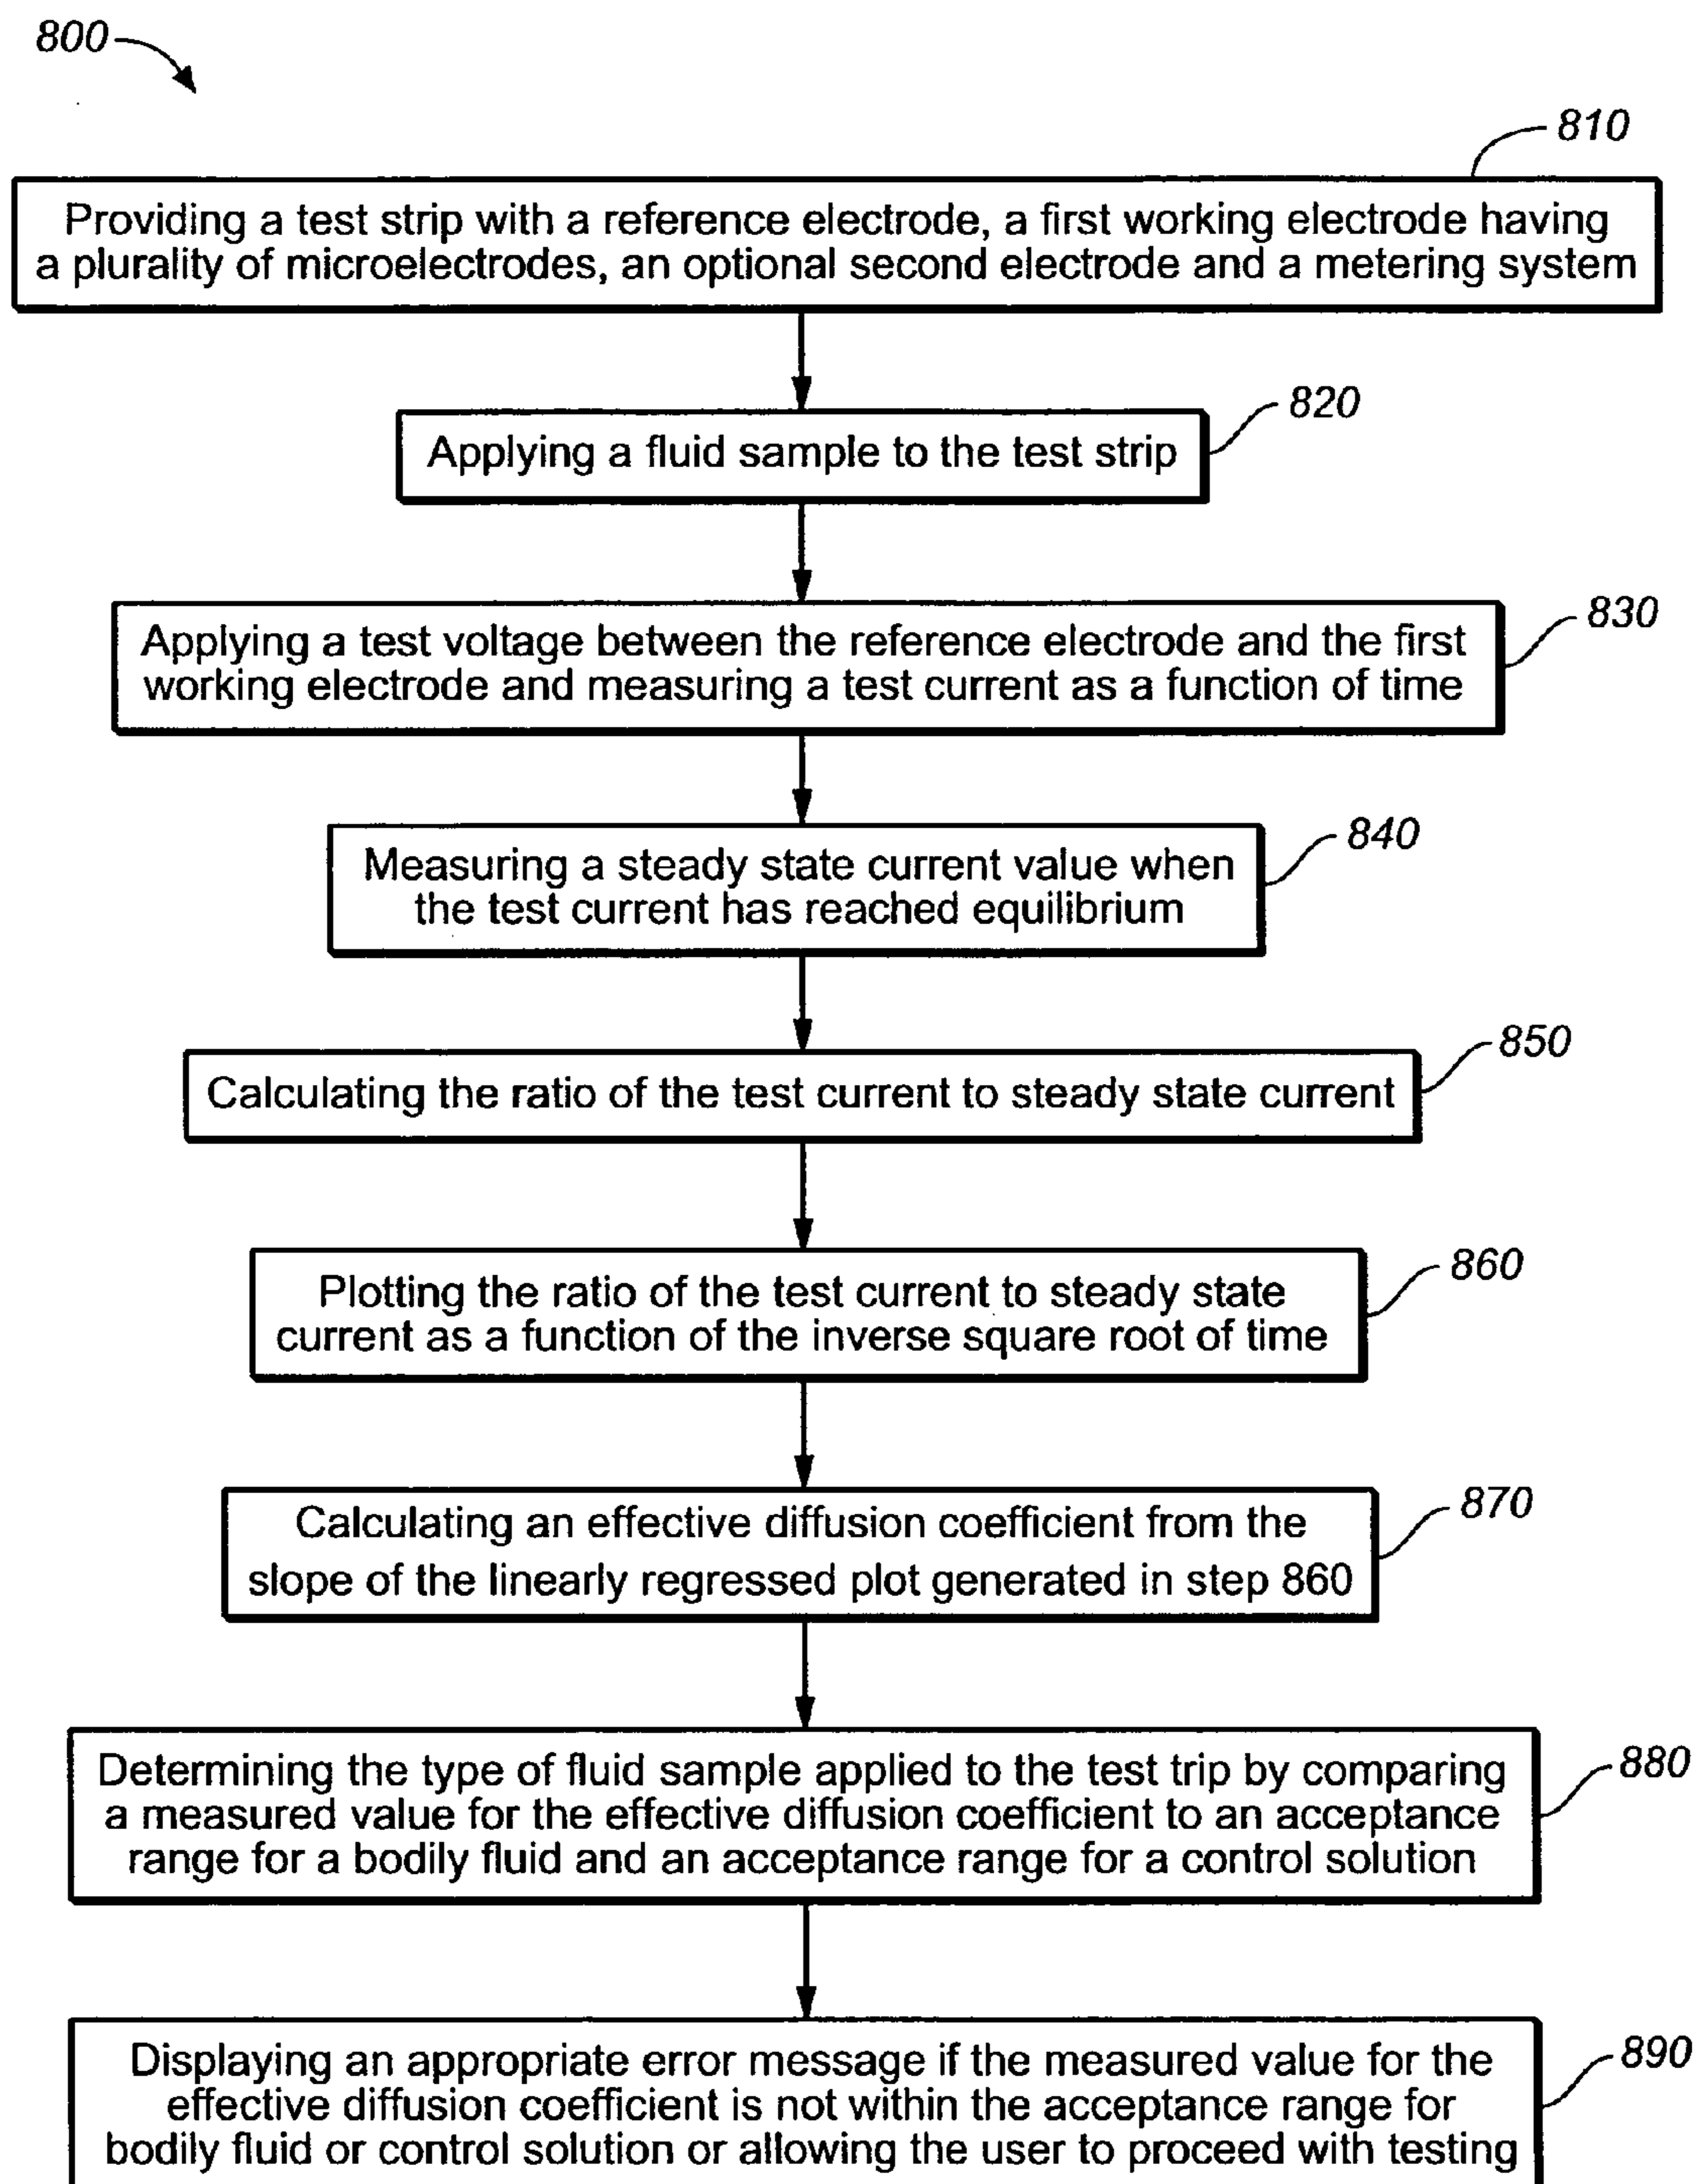 800
810
Providing a test strip with a reference electrode, a first working electrode having
a plurality of microelectrodes, an optional second electrode and a metering system
820
Applying a fluid sample to the test strip
830
Applying a test voltage between the reference electrode and the first
working electrode and measuring a test current as a function of time
840
Measuring a steady state current value when
the test current has reached equilibrium
850
Calculating the ratio of the test current to steady state current
860
Plotting the ratio of the test current to steady state
current as a function of the inverse square root of time
870
Calculating an effective diffusion coefficient from the
slope of the linearly regressed plot generated in step 860
880
Determining the type of fluid sample applied to the test trip by comparing
a measured value for the effective diffusion coefficient to an acceptance
range for a bodily fluid and an acceptance range for a control solution
890
Displaying an appropriate error message if the measured value for the
effective diffusion coefficient is not within the acceptance range for
bodily fluid or control solution or allowing the user to proceed with testing